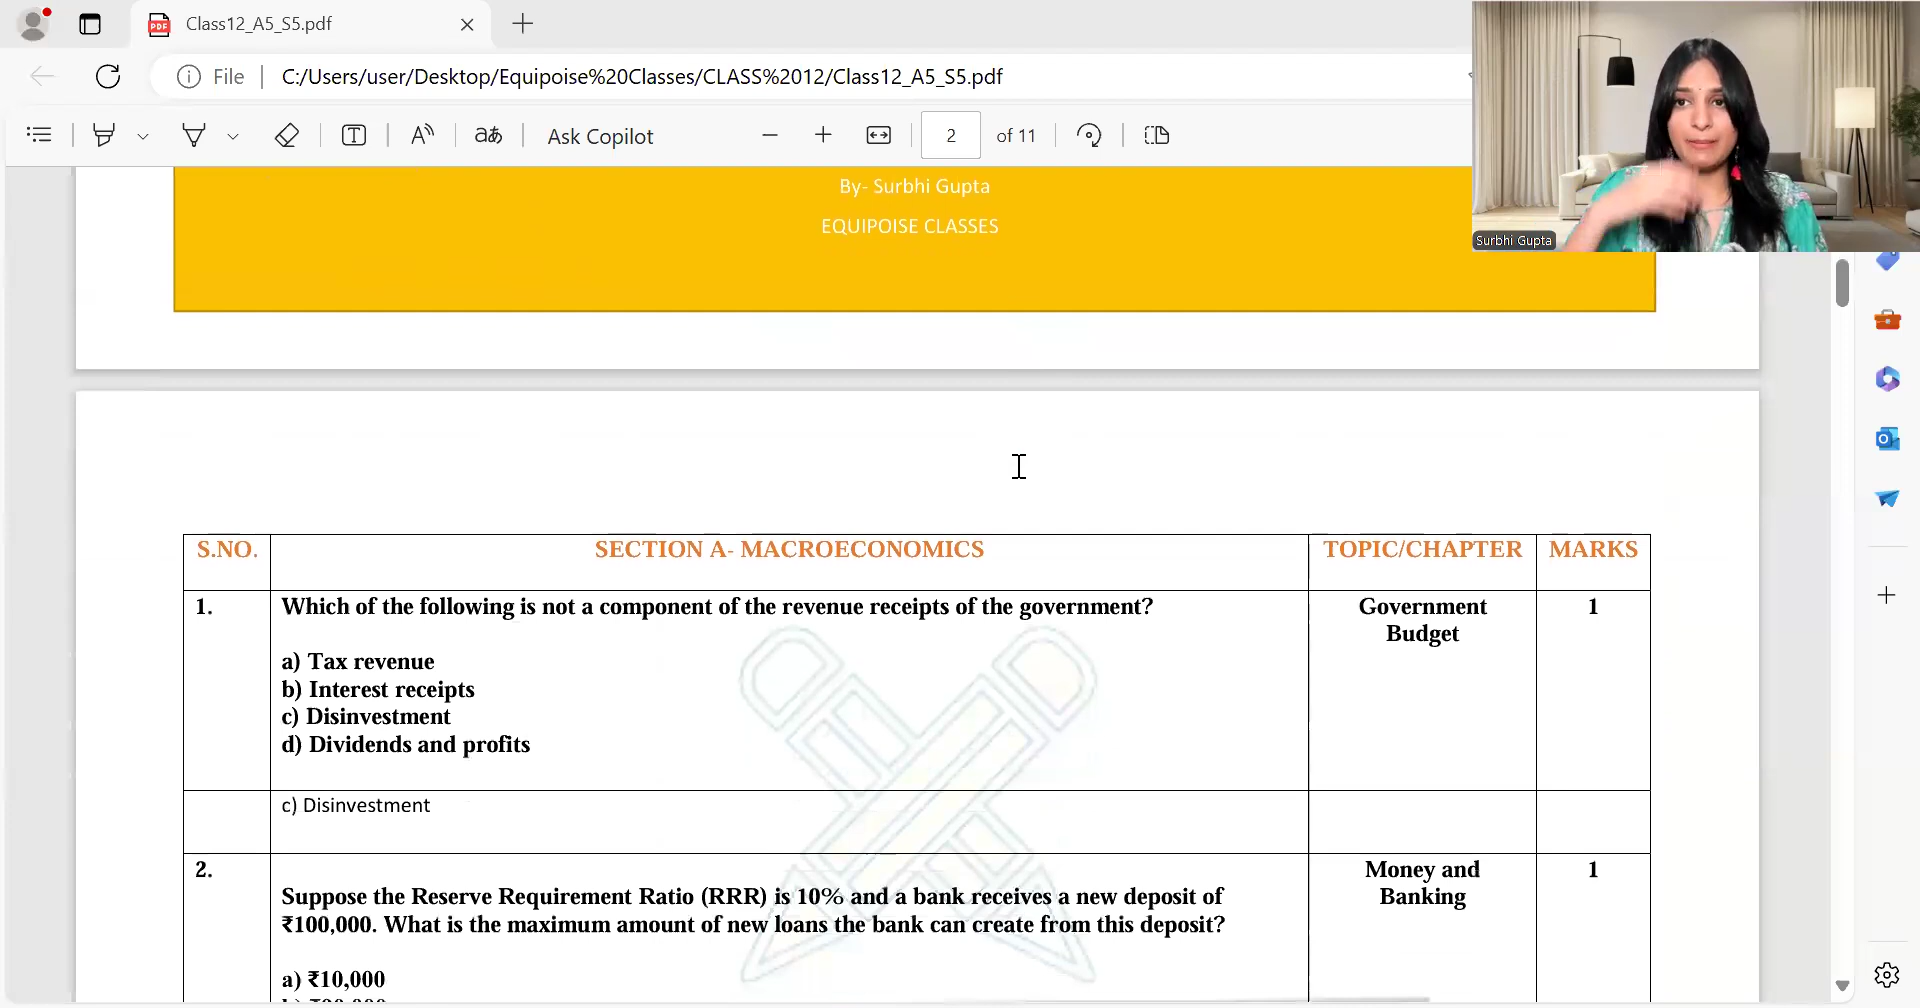 Class12_A5_S5.pdf
File
C:/Users/user/Desktop/Equipoise%20Classes/CLASS%2012/Class12_A5_S5.pdf
Ask Copilot
2
of 11
By- Surbhi Gupta
EQUIPOISE CLASSES
Surbhi Gupta
S.NO.
SECTION A- MACROECONOMICS
TOPIC/CHAPTER
MARKS
1.
Which of the following is not a component of the revenue receipts of the government?
Government
Budget
1
a) Tax revenue
b) Interest receipts
c) Disinvestment
d) Dividends and profits
c) Disinvestment
2.
Suppose the Reserve Requirement Ratio (RRR) is 10% and a bank receives a new deposit of
₹100,000. What is the maximum amount of new loans the bank can create from this deposit?
Money and
Banking
1
a) ₹10,000